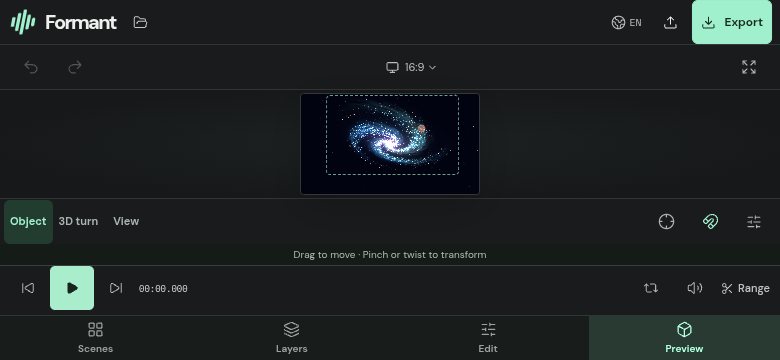 Formant
EN
Export
16:9
Object
3D turn
View
Drag to move · Pinch or twist to transform
00:00.000
Range
Scenes
Layers
Edit
Preview